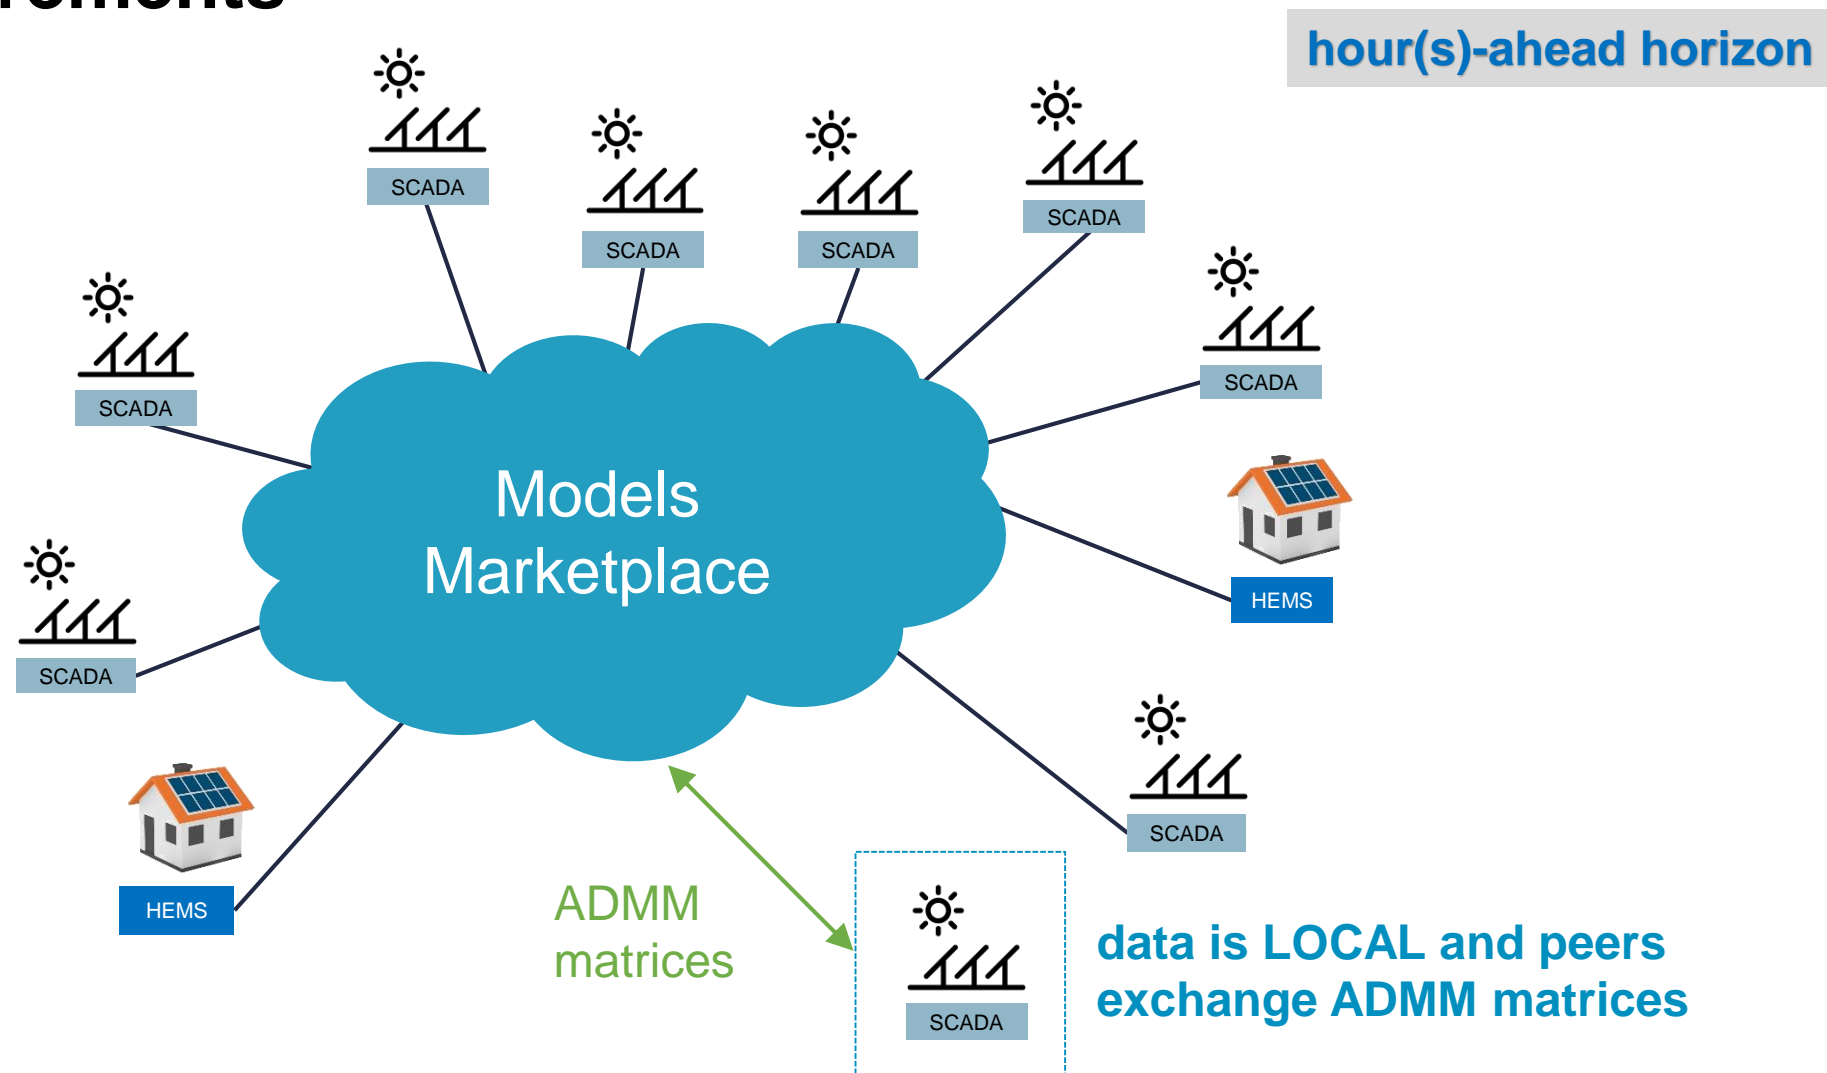 hour(s)-ahead horizon
SCADA
SCADA
SCADA
SCADA
SCADA
SCADA
Models
Marketplace
HEMS
SCADA
SCADA
HEMS
ADMM
matrices
data is LOCAL and peers
exchange ADMM matrices
SCADA